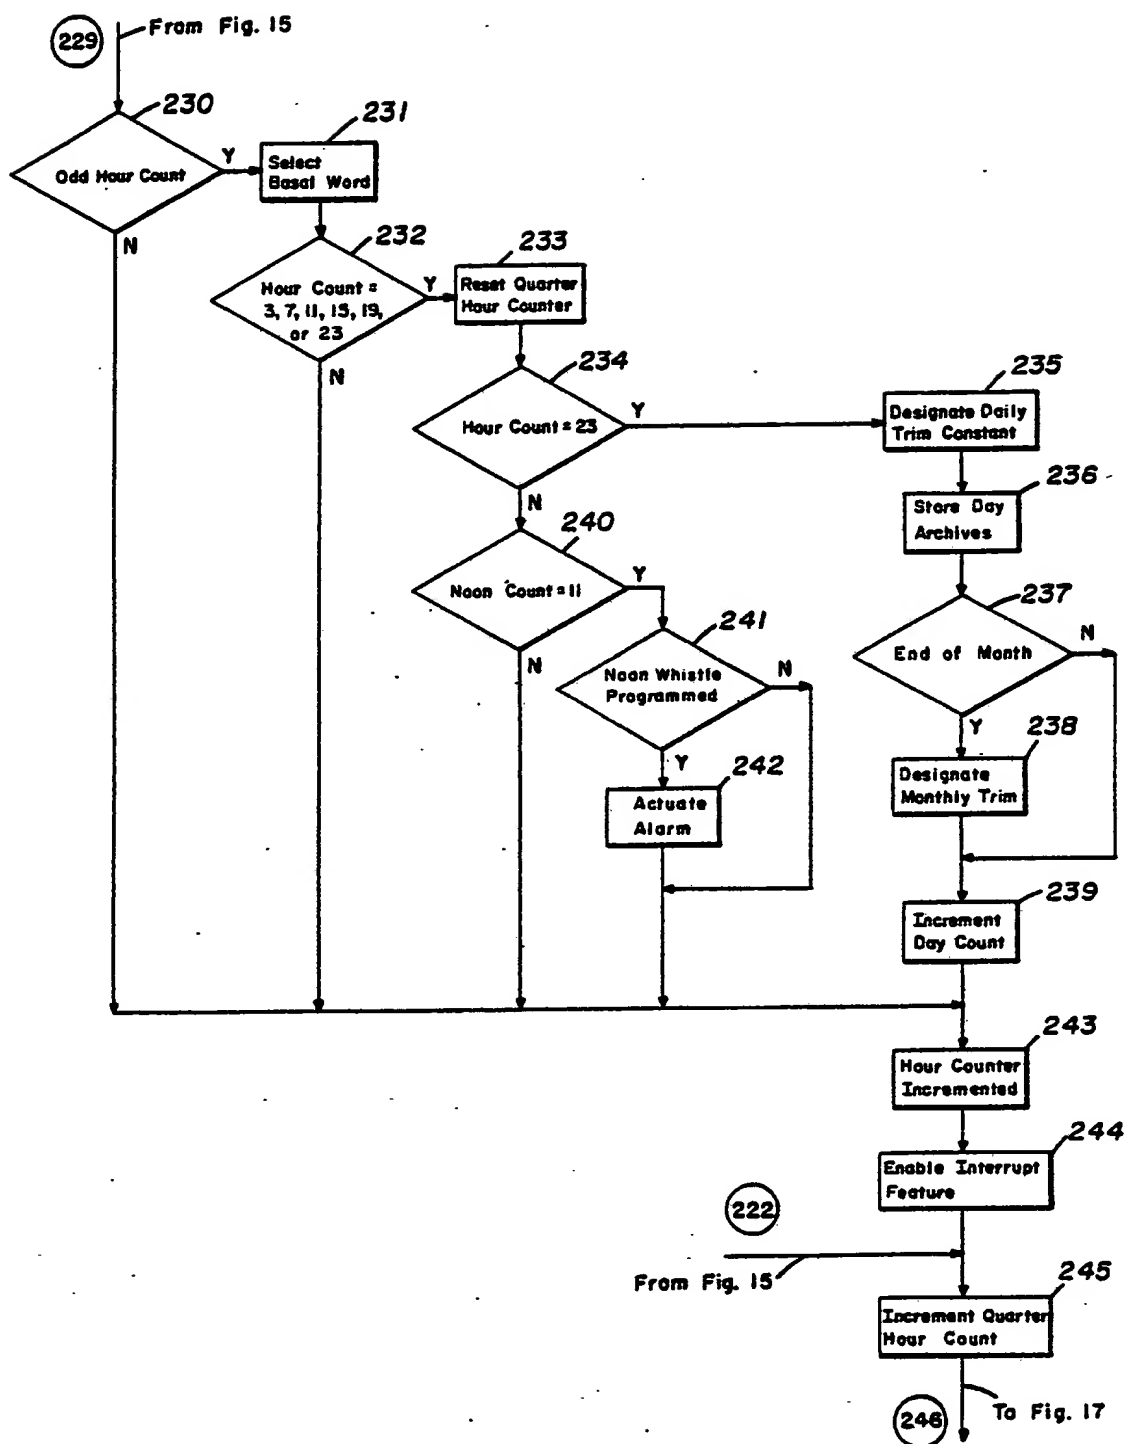 229
From Fig. 15
230
Odd Hour Count
Y
N
231
Select
Basal Word
232
Hour Count =
3, 7, 11, 15, 19,
or 23
Y
N
233
Reset Quarter
Hour Counter
234
Hour Count = 23
Y
N
235
Designate Daily
Trim Constant
236
Store Day
Archives
240
Noon Count = 11
Y
N
237
End of Month
N
Y
241
Noon Whistle
Programmed
N
Y
238
Designate
Monthly Trim
242
Actuate
Alarm
239
Increment
Day Count
243
Hour Counter
Incremented
244
Enable Interrupt
Feature
222
From Fig. 15
245
Increment Quarter
Hour Count
246
To Fig. 17